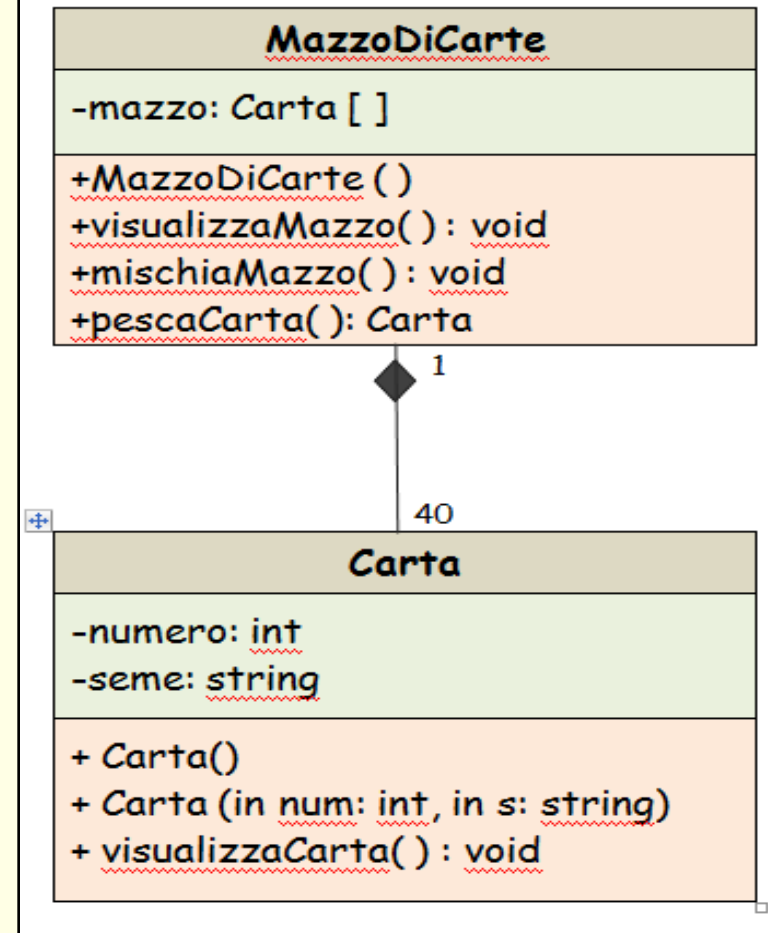 MazzoDiCarte
-mazzo: Carta [ ]
+MazzoDiCarte ( )
+visualizzaMazzo( ) : void
+mischiaMazzo( ) : void
+pescaCarta( ): Carta
1
40
Carta
-numero: int
-seme: string
+ Carta()
+ Carta (in num: int, in s: string)
+ visualizzaCarta( ) : void